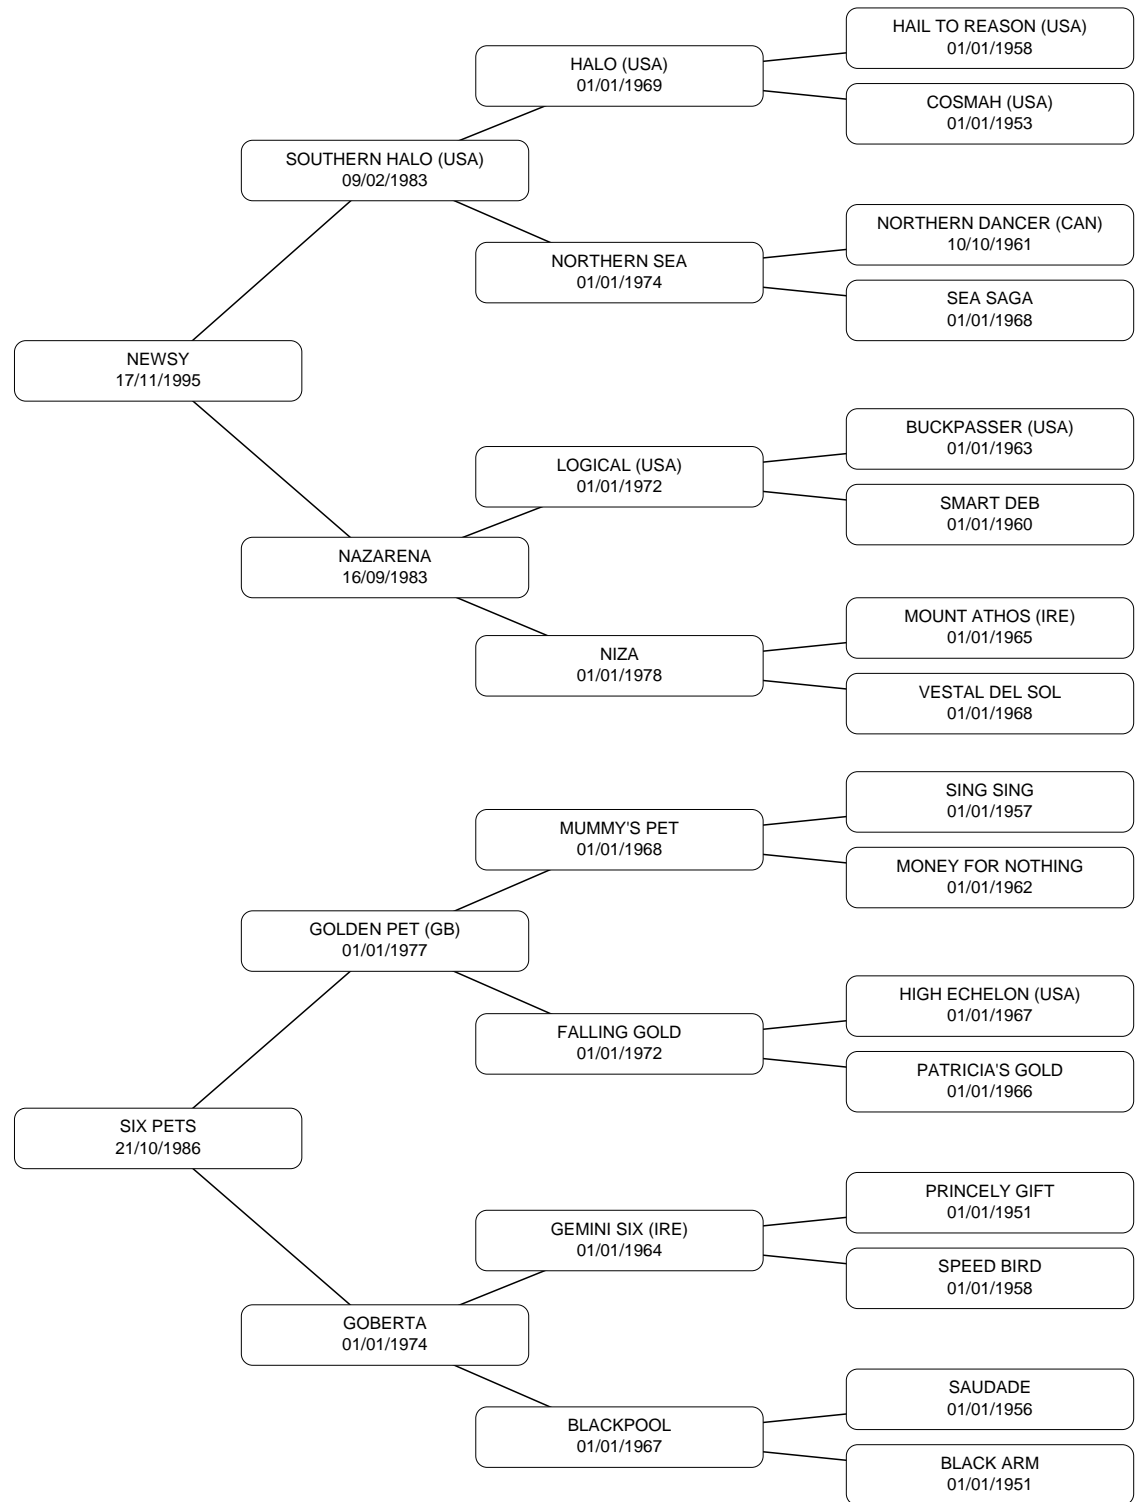 HAIL TO REASON (USA)
01/01/1958
HALO (USA)
01/01/1969
COSMAH (USA)
01/01/1953
SOUTHERN HALO (USA)
09/02/1983
NORTHERN DANCER (CAN)
10/10/1961
NORTHERN SEA
01/01/1974
SEA SAGA
01/01/1968
NEWSY
17/11/1995
BUCKPASSER (USA)
01/01/1963
LOGICAL (USA)
01/01/1972
SMART DEB
01/01/1960
NAZARENA
16/09/1983
MOUNT ATHOS (IRE)
01/01/1965
NIZA
01/01/1978
VESTAL DEL SOL
01/01/1968
SING SING
01/01/1957
MUMMY'S PET
01/01/1968
MONEY FOR NOTHING
01/01/1962
GOLDEN PET (GB)
01/01/1977
HIGH ECHELON (USA)
01/01/1967
FALLING GOLD
01/01/1972
PATRICIA'S GOLD
01/01/1966
SIX PETS
21/10/1986
PRINCELY GIFT
01/01/1951
GEMINI SIX (IRE)
01/01/1964
SPEED BIRD
01/01/1958
GOBERTA
01/01/1974
SAUDADE
01/01/1956
BLACKPOOL
01/01/1967
BLACK ARM
01/01/1951